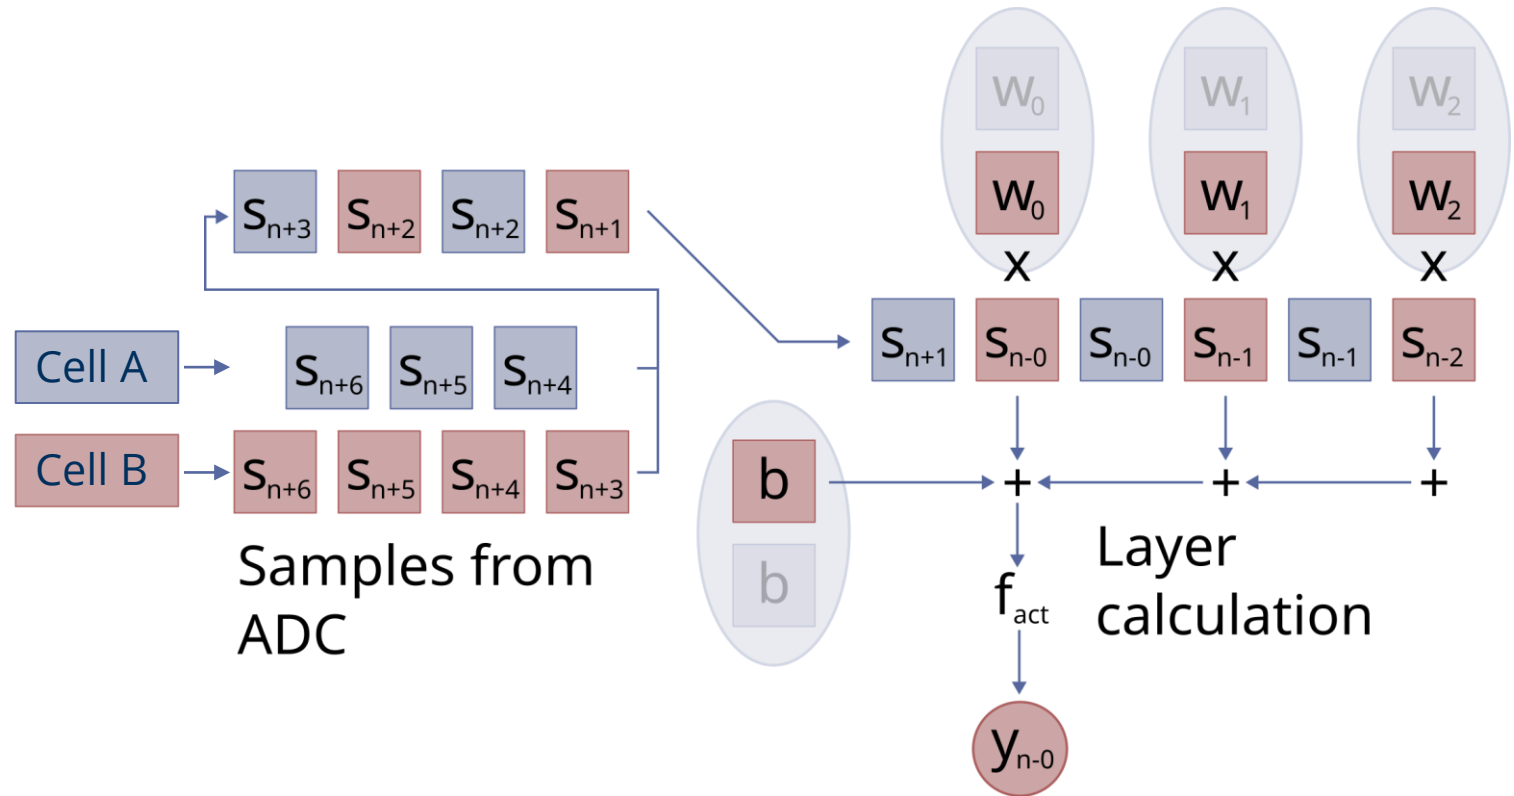 w0 w1 w2
w0 w1 w2
x x x
sn+3 sn+2 sn+2 sn+1
sn+1 sn-0 sn-0 sn-1 sn-1 sn-2
Cell A
sn+6 sn+5 sn+4
Cell B
sn+6 sn+5 sn+4 sn+3
Samples from
ADC
b
b
+ + +
Layer
calculation
fact
yn-0